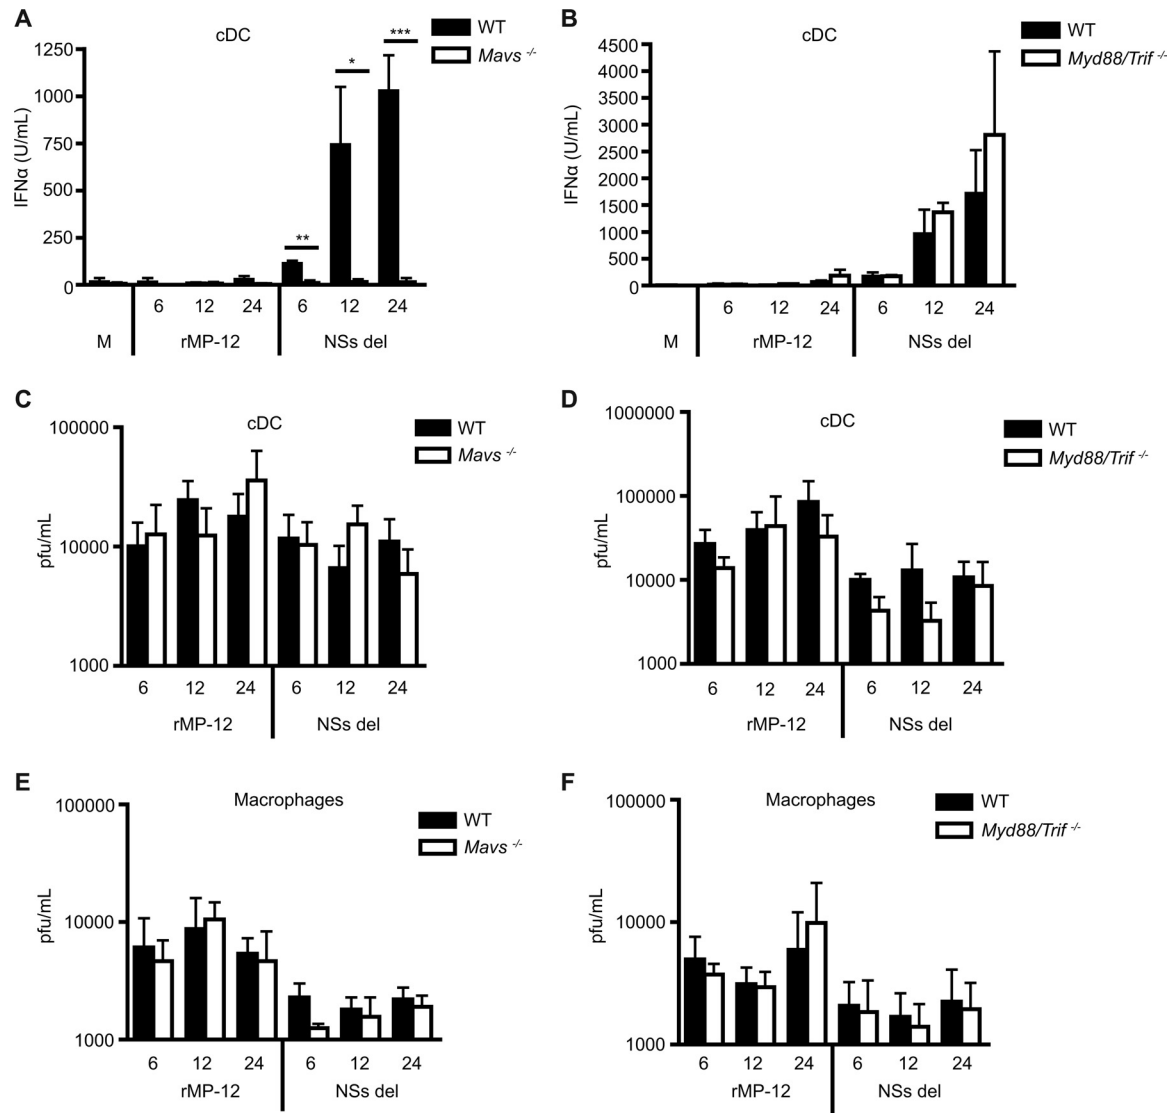 A
cDC
WT
Mavs -/-
IFNα (U/mL)
1250
1000
750
500
250
0
***
*
**
6 12 24 6 12 24
M rMP-12 NSs del
B
cDC
WT
Myd88/Trif -/-
IFNα (U/mL)
4500
4000
3500
3000
2500
2000
1500
1000
500
0
6 12 24 6 12 24
M rMP-12 NSs del
C
cDC
WT
Mavs -/-
pfu/mL
100000
10000
1000
6 12 24 6 12 24
rMP-12 NSs del
D
cDC
WT
Myd88/Trif -/-
pfu/mL
1000000
100000
10000
1000
6 12 24 6 12 24
rMP-12 NSs del
E
Macrophages
WT
Mavs -/-
pfu/mL
100000
10000
1000
6 12 24 6 12 24
rMP-12 NSs del
F
Macrophages
WT
Myd88/Trif -/-
pfu/mL
100000
10000
1000
6 12 24 6 12 24
rMP-12 NSs del